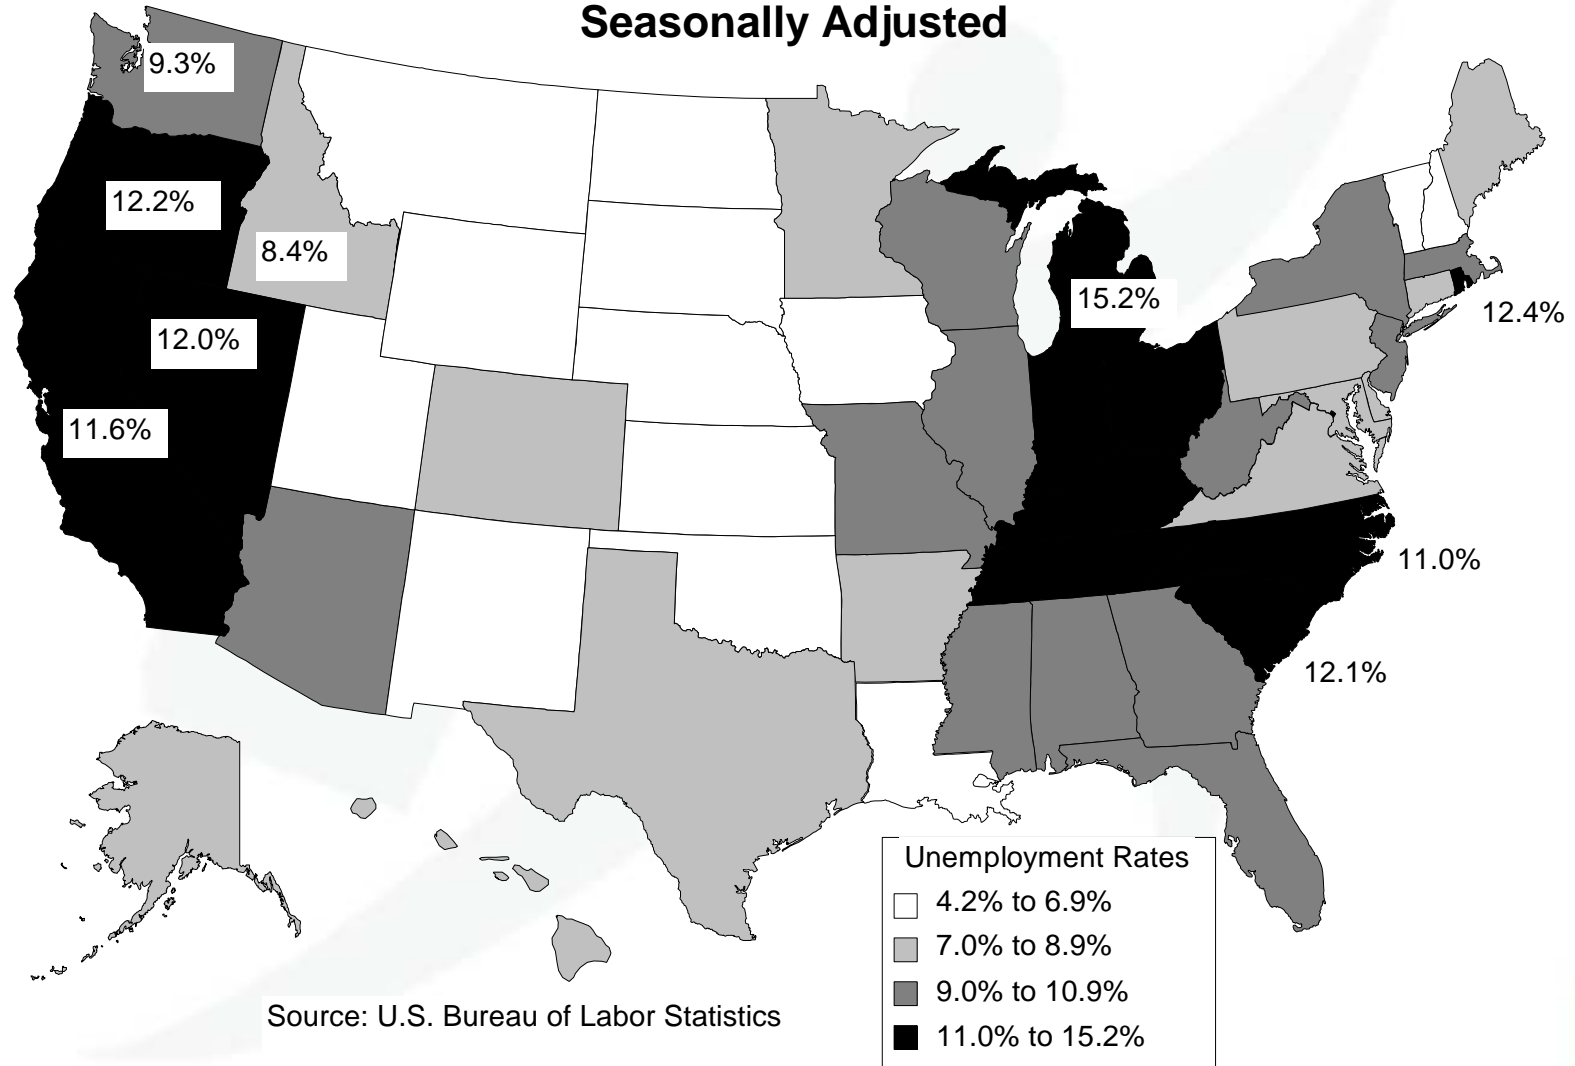 Seasonally Adjusted
9.3%
12.2%
8.4%
15.2%
12.4%
12.0%
11.6%
11.0%
12.1%
Unemployment Rates
4.2% to 6.9%
7.0% to 8.9%
9.0% to 10.9%
11.0% to 15.2%
Source: U.S. Bureau of Labor Statistics